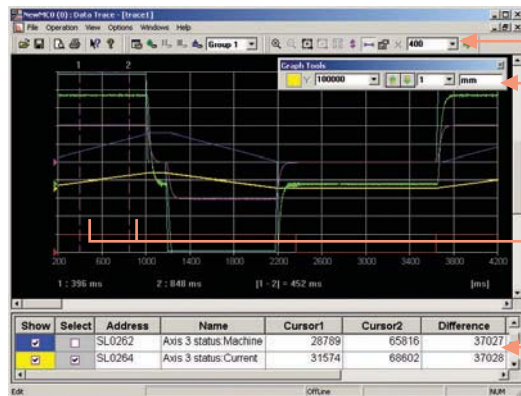 NewMC0 (0) : Data Trace - [trace1]
File Operation View Options Windows Help
Group 1 400
Graph Tools
Y 100000 1 mm
1 2
200 600 1000 1400 1800 2200 2600 3000 3400 3800 4200
1 : 396 ms 2 : 848 ms |1 - 2| = 452 ms [ms]
Show Select Address Name Cursor1 Cursor2 Difference
SL0262 Axis 3 status:Machine 28789 65816 37027
SL0264 Axis 3 status:Current 31574 68602 37028
Edit OffLine NUM